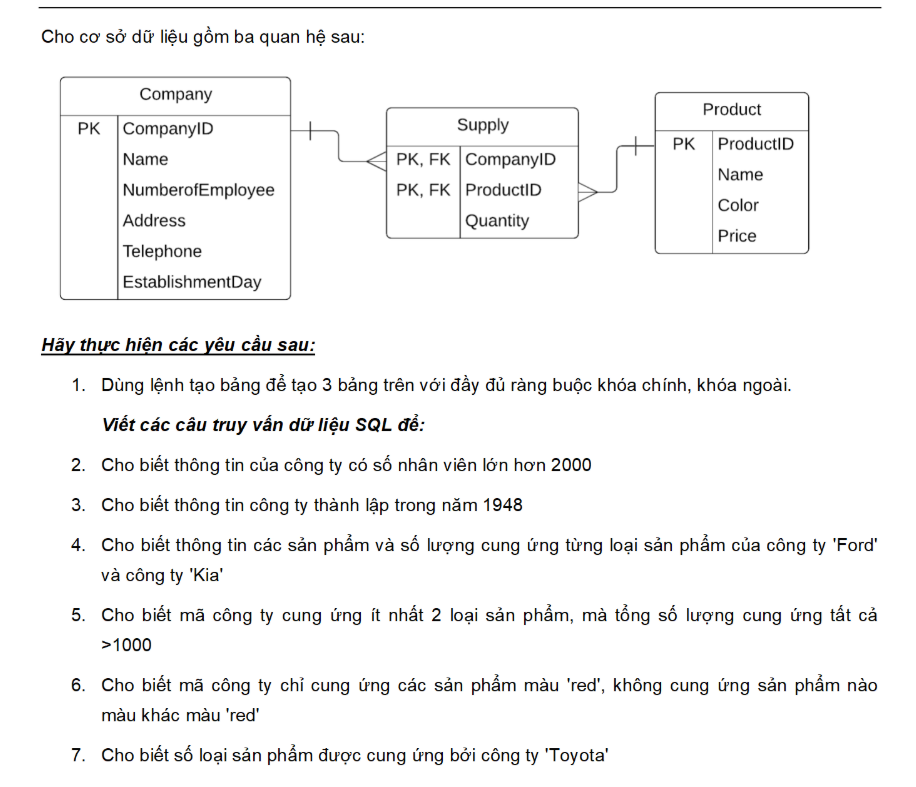 Cho cơ sở dữ liệu gồm ba quan hệ sau:
Company
PK CompanyID
Name
NumberofEmployee
Address
Telephone
EstablishmentDay
Supply
PK, FK CompanyID
PK, FK ProductID
Quantity
Product
PK ProductID
Name
Color
Price
Hãy thực hiện các yêu cầu sau:
1. Dùng lệnh tạo bảng để tạo 3 bảng trên với đầy đủ ràng buộc khóa chính, khóa ngoài.
Viết các câu truy vấn dữ liệu SQL để:
2. Cho biết thông tin của công ty có số nhân viên lớn hơn 2000
3. Cho biết thông tin công ty thành lập trong năm 1948
4. Cho biết thông tin các sản phẩm và số lượng cung ứng từng loại sản phẩm của công ty 'Ford'
và công ty 'Kia'
5. Cho biết mã công ty cung ứng ít nhất 2 loại sản phẩm, mà tổng số lượng cung ứng tất cả
>1000
6. Cho biết mã công ty chỉ cung ứng các sản phẩm màu 'red', không cung ứng sản phẩm nào
màu khác màu 'red'
7. Cho biết số loại sản phẩm được cung ứng bởi công ty 'Toyota'